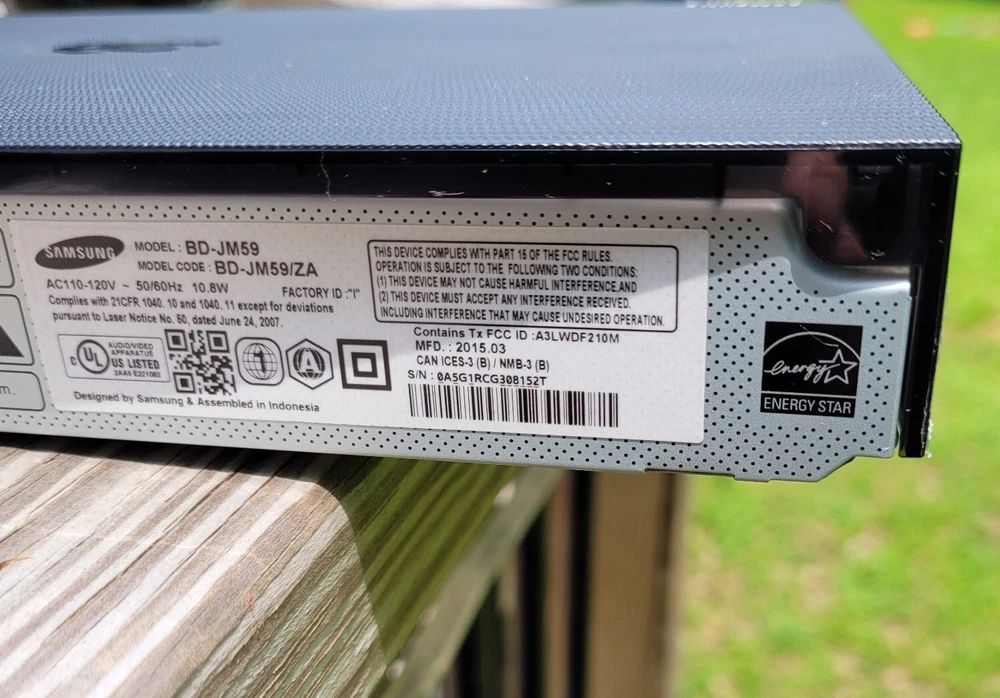 SAMSUNG
MODEL : BD-JM59
MODEL CODE : BD-JM59/ZA
AC110-120V ~ 50/60Hz 10.8W FACTORY ID :"I"
Complies with 21CFR 1040. 10 and 1040. 11 except for deviations
pursuant to Laser Notice No. 50, dated June 24, 2007.
c UL US LISTED
AUDIO/VIDEO
APPARATUS
2AA5 E221083
1
Designed by Samsung & Assembled in Indonesia
THIS DEVICE COMPLIES WITH PART 15 OF THE FCC RULES.
OPERATION IS SUBJECT TO THE FOLLOWING TWO CONDITIONS:
(1) THIS DEVICE MAY NOT CAUSE HARMFUL INTERFERENCE,AND
(2) THIS DEVICE MUST ACCEPT ANY INTERFERENCE RECEIVED.
INCLUDING INTERFERENCE THAT MAY CAUSE UNDESIRED OPERATION.
Contains Tx FCC ID :A3LWDF210M
MFD. : 2015.03
CAN ICES-3 (B) / NMB-3 (B)
S/N : 0A5G1RCG308152T
energy
ENERGY STAR
m.